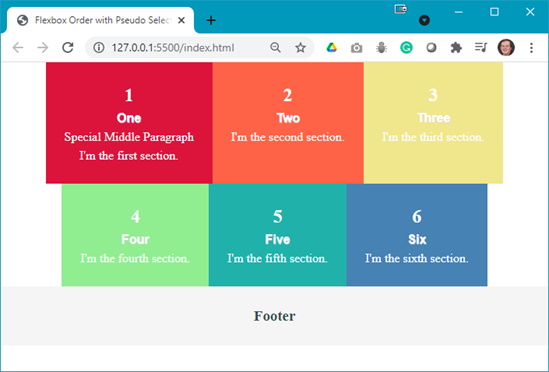 Flexbox Order with Pseudo Selec
127.0.0.1:5500/index.html
1
One
Special Middle Paragraph
I'm the first section.
2
Two
I'm the second section.
3
Three
I'm the third section.
4
Four
I'm the fourth section.
5
Five
I'm the fifth section.
6
Six
I'm the sixth section.
Footer